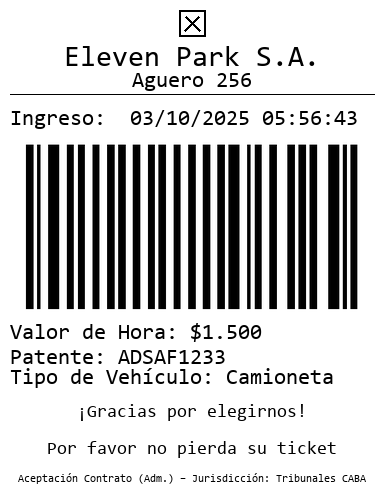 Eleven Park S.A.
Aguero 256
Ingreso: 03/10/2025 05:56:43
Valor de Hora: $1.500
Patente: ADSAF1233
Tipo de Vehículo: Camioneta
¡Gracias por elegirnos!
Por favor no pierda su ticket
Aceptación Contrato (Adm.) – Jurisdicción: Tribunales CABA